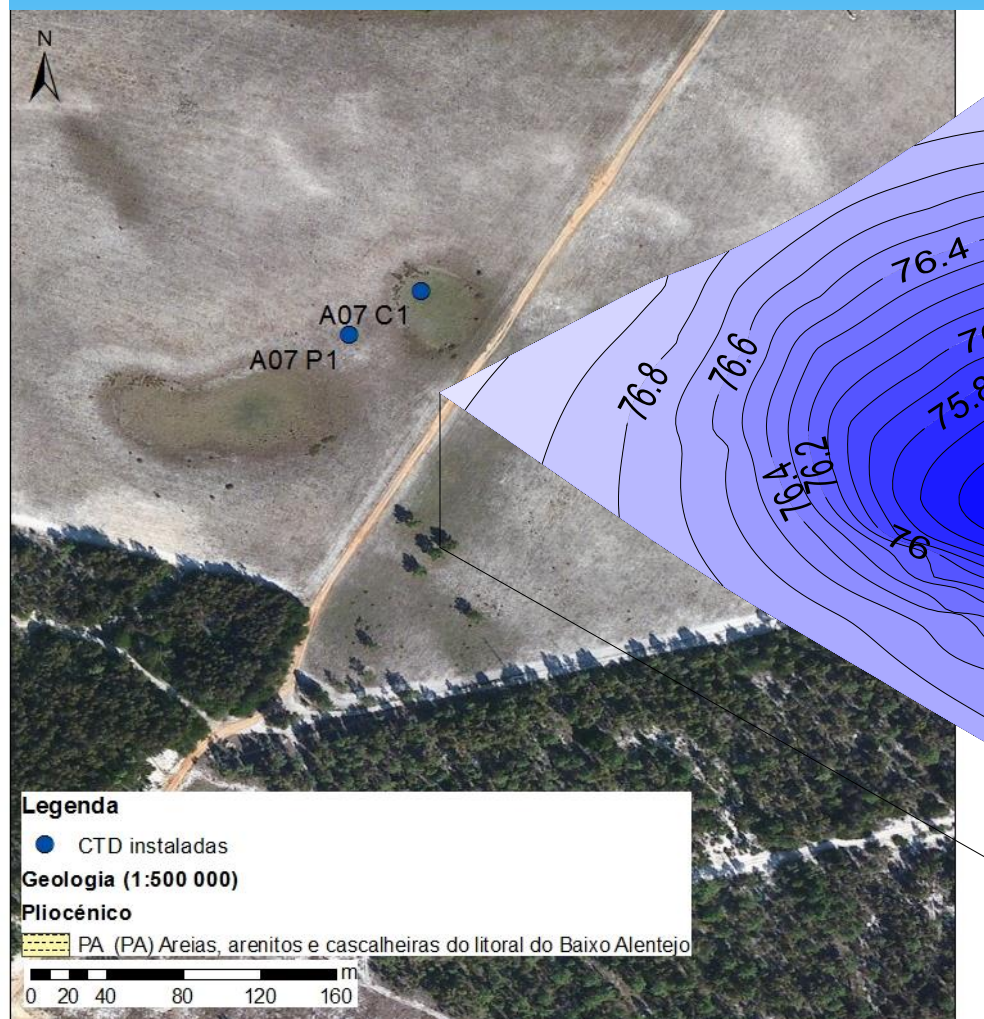 N
A07 C1
A07 P1
76.4
76.6
76.8
75.8
76.2
76.4
76
Legenda
CTD instaladas
Geologia (1:500 000)
Pliocénico
PA (PA) Areias, arenitos e cascalheiras do litoral do Baixo Alentejo
m
0 20 40 80 120 160